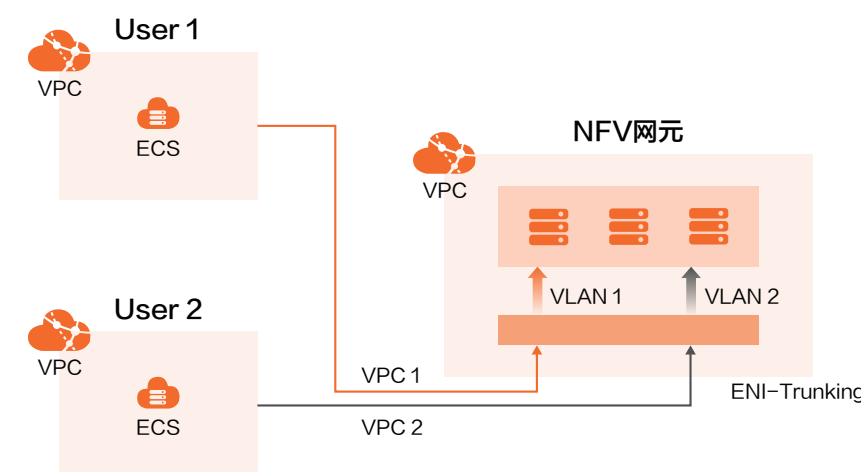 User 1
VPC
ECS
NFV网元
VPC
VLAN 1
VLAN 2
User 2
VPC
ECS
VPC 1
VPC 2
ENI-Trunking